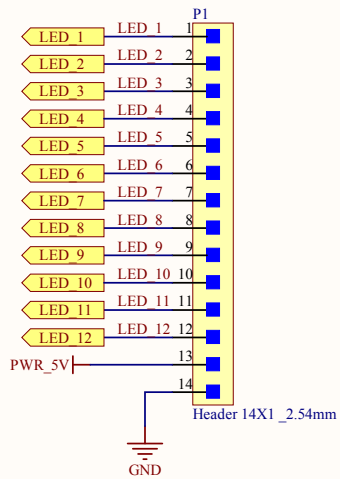 P1
LED_1 LED_1 1
LED_2 LED_2 2
LED_3 LED_3 3
LED_4 LED_4 4
LED_5 LED_5 5
LED_6 LED_6 6
LED_7 LED_7 7
LED_8 LED_8 8
LED_9 LED_9 9
LED_10 LED_10 10
LED_11 LED_11 11
LED_12 LED_12 12
PWR_5V 13
14
Header 14X1 _2.54mm
GND